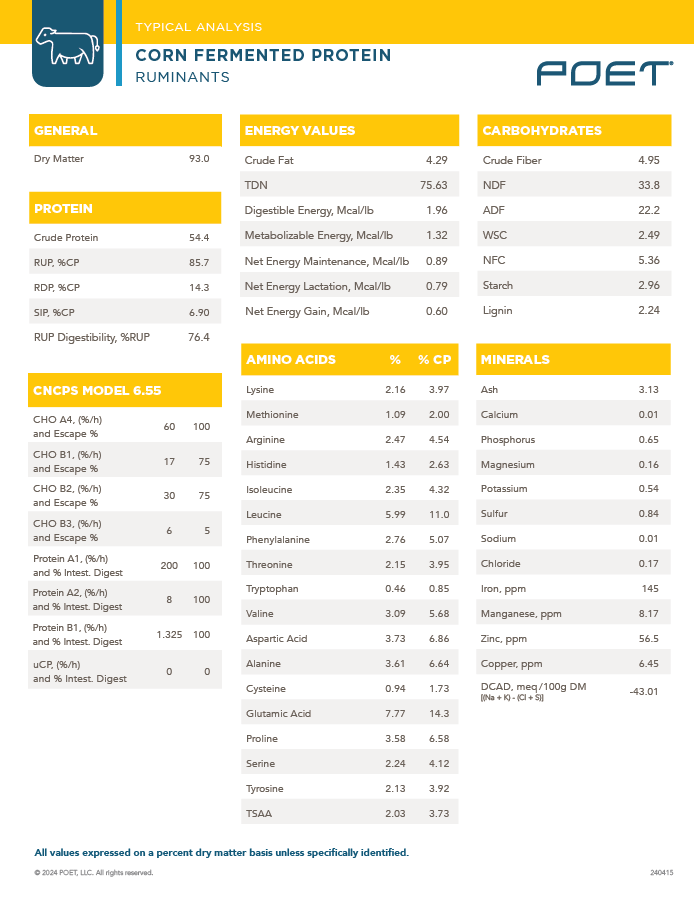 TYPICAL ANALYSIS
CORN FERMENTED PROTEIN
RUMINANTS
POET®
GENERAL
Dry Matter 93.0
PROTEIN
Crude Protein 54.4
RUP, %CP 85.7
RDP, %CP 14.3
SIP, %CP 6.90
RUP Digestibility, %RUP 76.4
CNCPS MODEL 6.55
CHO A4, (%/h)
and Escape % 60 100
CHO B1, (%/h)
and Escape % 17 75
CHO B2, (%/h)
and Escape % 30 75
CHO B3, (%/h)
and Escape % 6 5
Protein A1, (%/h)
and % Intest. Digest 200 100
Protein A2, (%/h)
and % Intest. Digest 8 100
Protein B1, (%/h)
and % Intest. Digest 1.325 100
uCP, (%/h)
and % Intest. Digest 0 0
ENERGY VALUES
Crude Fat 4.29
TDN 75.63
Digestible Energy, Mcal/lb 1.96
Metabolizable Energy, Mcal/lb 1.32
Net Energy Maintenance, Mcal/lb 0.89
Net Energy Lactation, Mcal/lb 0.79
Net Energy Gain, Mcal/lb 0.60
AMINO ACIDS % % CP
Lysine 2.16 3.97
Methionine 1.09 2.00
Arginine 2.47 4.54
Histidine 1.43 2.63
Isoleucine 2.35 4.32
Leucine 5.99 11.0
Phenylalanine 2.76 5.07
Threonine 2.15 3.95
Tryptophan 0.46 0.85
Valine 3.09 5.68
Aspartic Acid 3.73 6.86
Alanine 3.61 6.64
Cysteine 0.94 1.73
Glutamic Acid 7.77 14.3
Proline 3.58 6.58
Serine 2.24 4.12
Tyrosine 2.13 3.92
TSAA 2.03 3.73
CARBOHYDRATES
Crude Fiber 4.95
NDF 33.8
ADF 22.2
WSC 2.49
NFC 5.36
Starch 2.96
Lignin 2.24
MINERALS
Ash 3.13
Calcium 0.01
Phosphorus 0.65
Magnesium 0.16
Potassium 0.54
Sulfur 0.84
Sodium 0.01
Chloride 0.17
Iron, ppm 145
Manganese, ppm 8.17
Zinc, ppm 56.5
Copper, ppm 6.45
DCAD, meq/100g DM -43.01
[(Na + K) - (Cl + S)]
All values expressed on a percent dry matter basis unless specifically identified.
© 2024 POET, LLC. All rights reserved. 240415